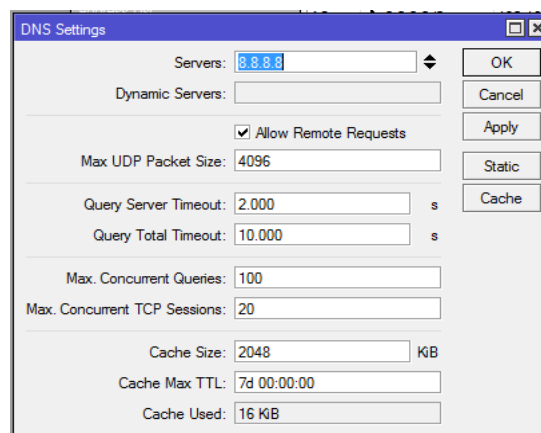 DNS Settings
Servers: 8.8.8.8
OK
Dynamic Servers:
Cancel
Allow Remote Requests
Apply
Max UDP Packet Size: 4096
Static
Query Server Timeout: 2.000 s
Cache
Query Total Timeout: 10.000 s
Max. Concurrent Queries: 100
Max. Concurrent TCP Sessions: 20
Cache Size: 2048 KiB
Cache Max TTL: 7d 00:00:00
Cache Used: 16 KiB